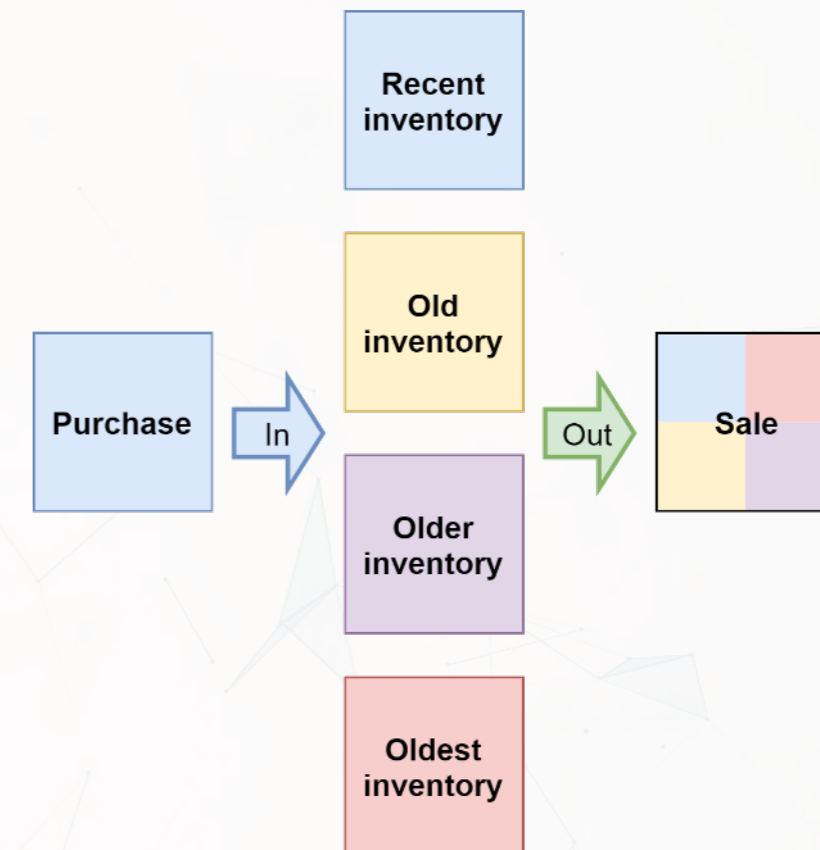 Recent
inventory
Old
inventory
Purchase
In
Out
Sale
Older
inventory
Oldest
inventory